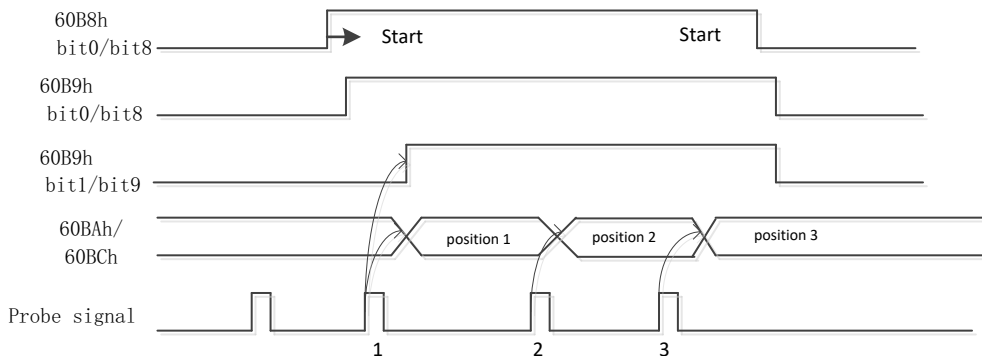 60B8h
bit0/bit8
Start
Start
60B9h
bit0/bit8
60B9h
bit1/bit9
60BAh/
60BCh
position 1
position 2
position 3
Probe signal
1
2
3